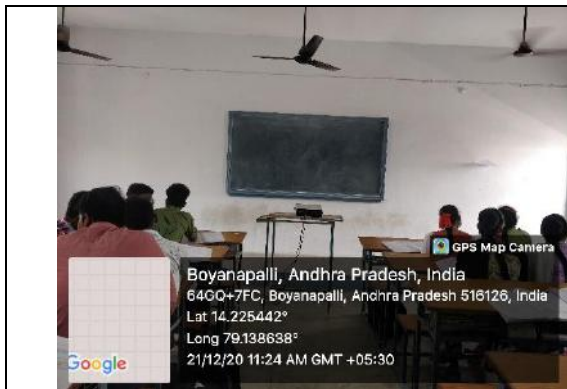 GPS Map Camera
Boyanapalli, Andhra Pradesh, India
64GQ+7FC, Boyanapalli, Andhra Pradesh 516126, India
Lat 14.225442°
Long 79.138638°
21/12/20 11:24 AM GMT +05:30
Google